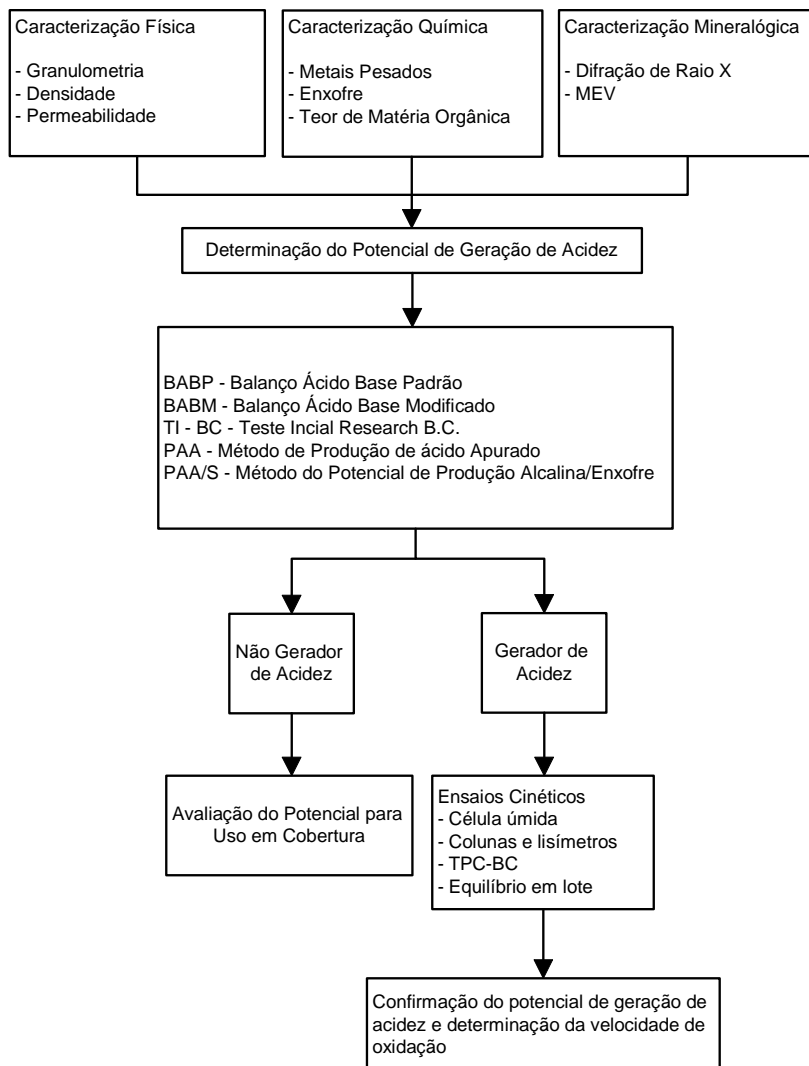 Caracterização Física
- Granulometria
- Densidade
- Permeabilidade
Caracterização Química
- Metais Pesados
- Enxofre
- Teor de Matéria Orgânica
Caracterização Mineralógica
- Difração de Raio X
- MEV
Determinação do Potencial de Geração de Acidez
BABP - Balanço Ácido Base Padrão
BABM - Balanço Ácido Base Modificado
TI - BC - Teste Incial Research B.C.
PAA - Método de Produção de ácido Apurado
PAA/S - Método do Potencial de Produção Alcalina/Enxofre
Não Gerador
de Acidez
Gerador de
Acidez
Avaliação do Potencial para
Uso em Cobertura
Ensaios Cinéticos
- Célula úmida
- Colunas e lisímetros
- TPC-BC
- Equilíbrio em lote
Confirmação do potencial de geração de
acidez e determinação da velocidade de
oxidação